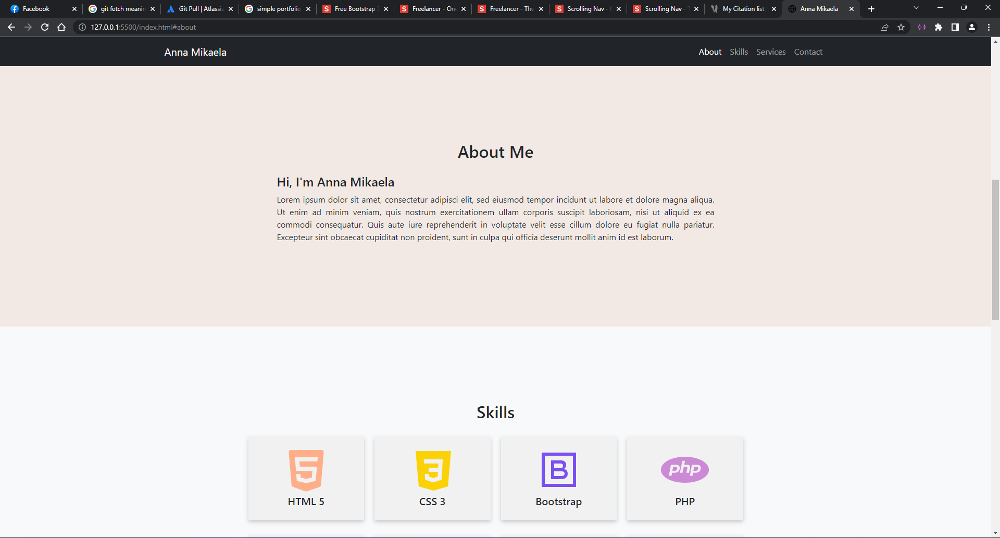 Facebook
git fetch meanin
Git Pull | Atlassia
simple portfolio
Free Bootstrap
Freelancer - On
Freelancer - The
Scrolling Nav -
Scrolling Nav -
My Citation list
Anna Mikaela
127.0.0.1:5500/index.html#about
Anna Mikaela
About Skills Services Contact
About Me
Hi, I'm Anna Mikaela
Lorem ipsum dolor sit amet, consectetur adipisci elit, sed eiusmod tempor incidunt ut labore et dolore magna aliqua.
Ut enim ad minim veniam, quis nostrum exercitationem ullam corporis suscipit laboriosam, nisi ut aliquid ex ea
commodi consequatur. Quis aute iure reprehenderit in voluptate velit esse cillum dolore eu fugiat nulla pariatur.
Excepteur sint obcaecat cupiditat non proident, sunt in culpa qui officia deserunt mollit anim id est laborum.
Skills
5
3
B
php
HTML 5
CSS 3
Bootstrap
PHP